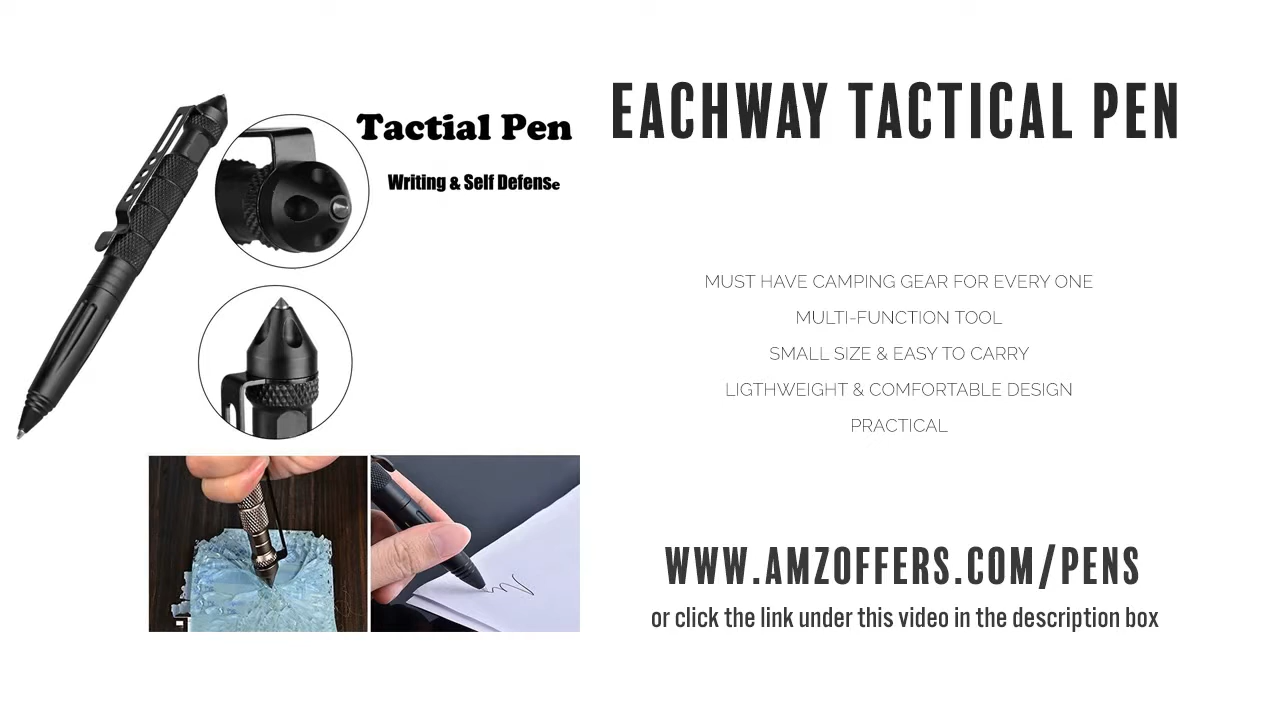 Tactial Pen
Writing & Self Defense
EACHWAY TACTICAL PEN
MUST HAVE CAMPING GEAR FOR EVERY ONE
MULTI-FUNCTION TOOL
SMALL SIZE & EASY TO CARRY
LIGTHWEIGHT & COMFORTABLE DESIGN
PRACTICAL
WWW.AMZOFFERS.COM/PENS
or click the link under this video in the description box